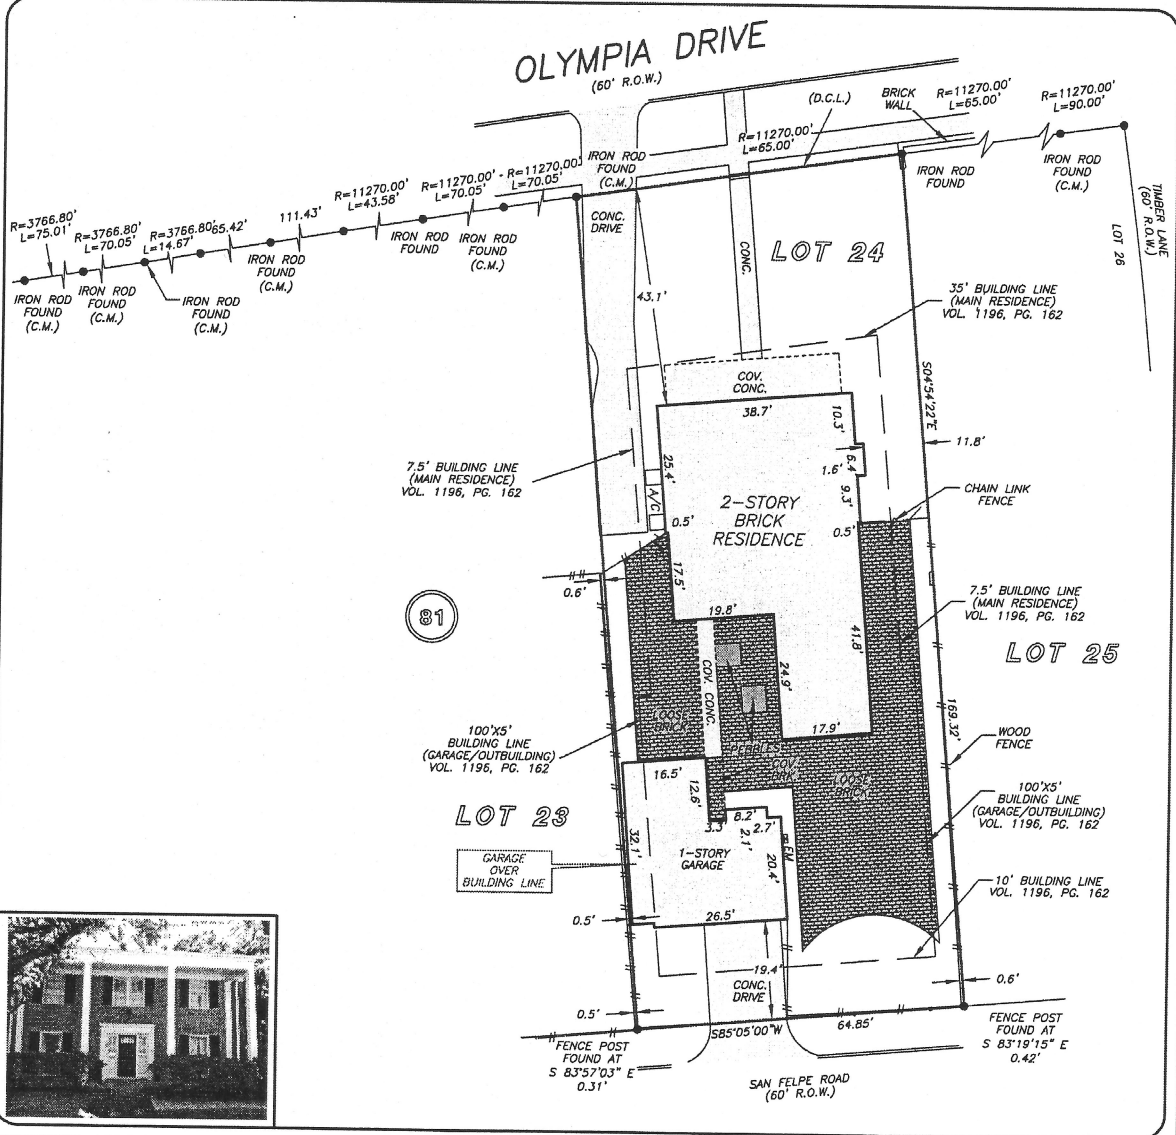 OLYMPIA DRIVE
(60' R.O.W.)
R=11270.00'
L=65.00'
R=11270.00'
L=90.00'
(D.C.L.)
BRICK
WALL
R=11270.00'
L=65.00'
IRON ROD
FOUND
(C.M.)
R=11270.00'
L=70.05'
R=11270.00'
L=70.05'
R=11270.00'
L=43.58'
111.43'
65.42'
R=3766.80'
L=14.67'
R=3766.80'
L=70.05'
R=3766.80'
L=75.01'
IRON ROD
FOUND
(C.M.)
IRON ROD
FOUND
(C.M.)
IRON ROD
FOUND
(C.M.)
IRON ROD
FOUND
(C.M.)
IRON ROD
FOUND
IRON ROD
FOUND
(C.M.)
IRON ROD
FOUND
IRON ROD
FOUND
(C.M.)
TIMBER LANE
(60' R.O.W.)
LOT 26
CONC.
DRIVE
CONC.
LOT 24
43.1'
35' BUILDING LINE
(MAIN RESIDENCE)
VOL. 1196, PG. 162
COV.
CONC.
38.7'
10.3'
S04°54'22"E
11.8'
6.4'
1.6'
9.3'
0.5'
7.5' BUILDING LINE
(MAIN RESIDENCE)
VOL. 1196, PG. 162
25.4'
A/C
0.5'
2-STORY
BRICK
RESIDENCE
CHAIN LINK
FENCE
17.5'
0.6'
81
19.8'
41.8'
24.9'
7.5' BUILDING LINE
(MAIN RESIDENCE)
VOL. 1196, PG. 162
LOT 25
COV. CONC.
LOOSE
BRICK
PEBBLES
17.9'
COV.
BRK.
LOOSE
BRICK
169.32'
WOOD
FENCE
100'X5'
BUILDING LINE
(GARAGE/OUTBUILDING)
VOL. 1196, PG. 162
16.5'
12.6'
LOT 23
3.3'
8.2'
2.1'
2.7'
EM
32.1'
1-STORY
GARAGE
20.4'
100'X5'
BUILDING LINE
(GARAGE/OUTBUILDING)
VOL. 1196, PG. 162
GARAGE
OVER
BUILDING LINE
10' BUILDING LINE
VOL. 1196, PG. 162
0.5'
26.5'
19.4'
CONC.
DRIVE
0.6'
0.5'
S85°05'00"W
64.85'
FENCE POST
FOUND AT
S 83°57'03" E
0.31'
FENCE POST
FOUND AT
S 83°19'15" E
0.42'
SAN FELPE ROAD
(60' R.O.W.)